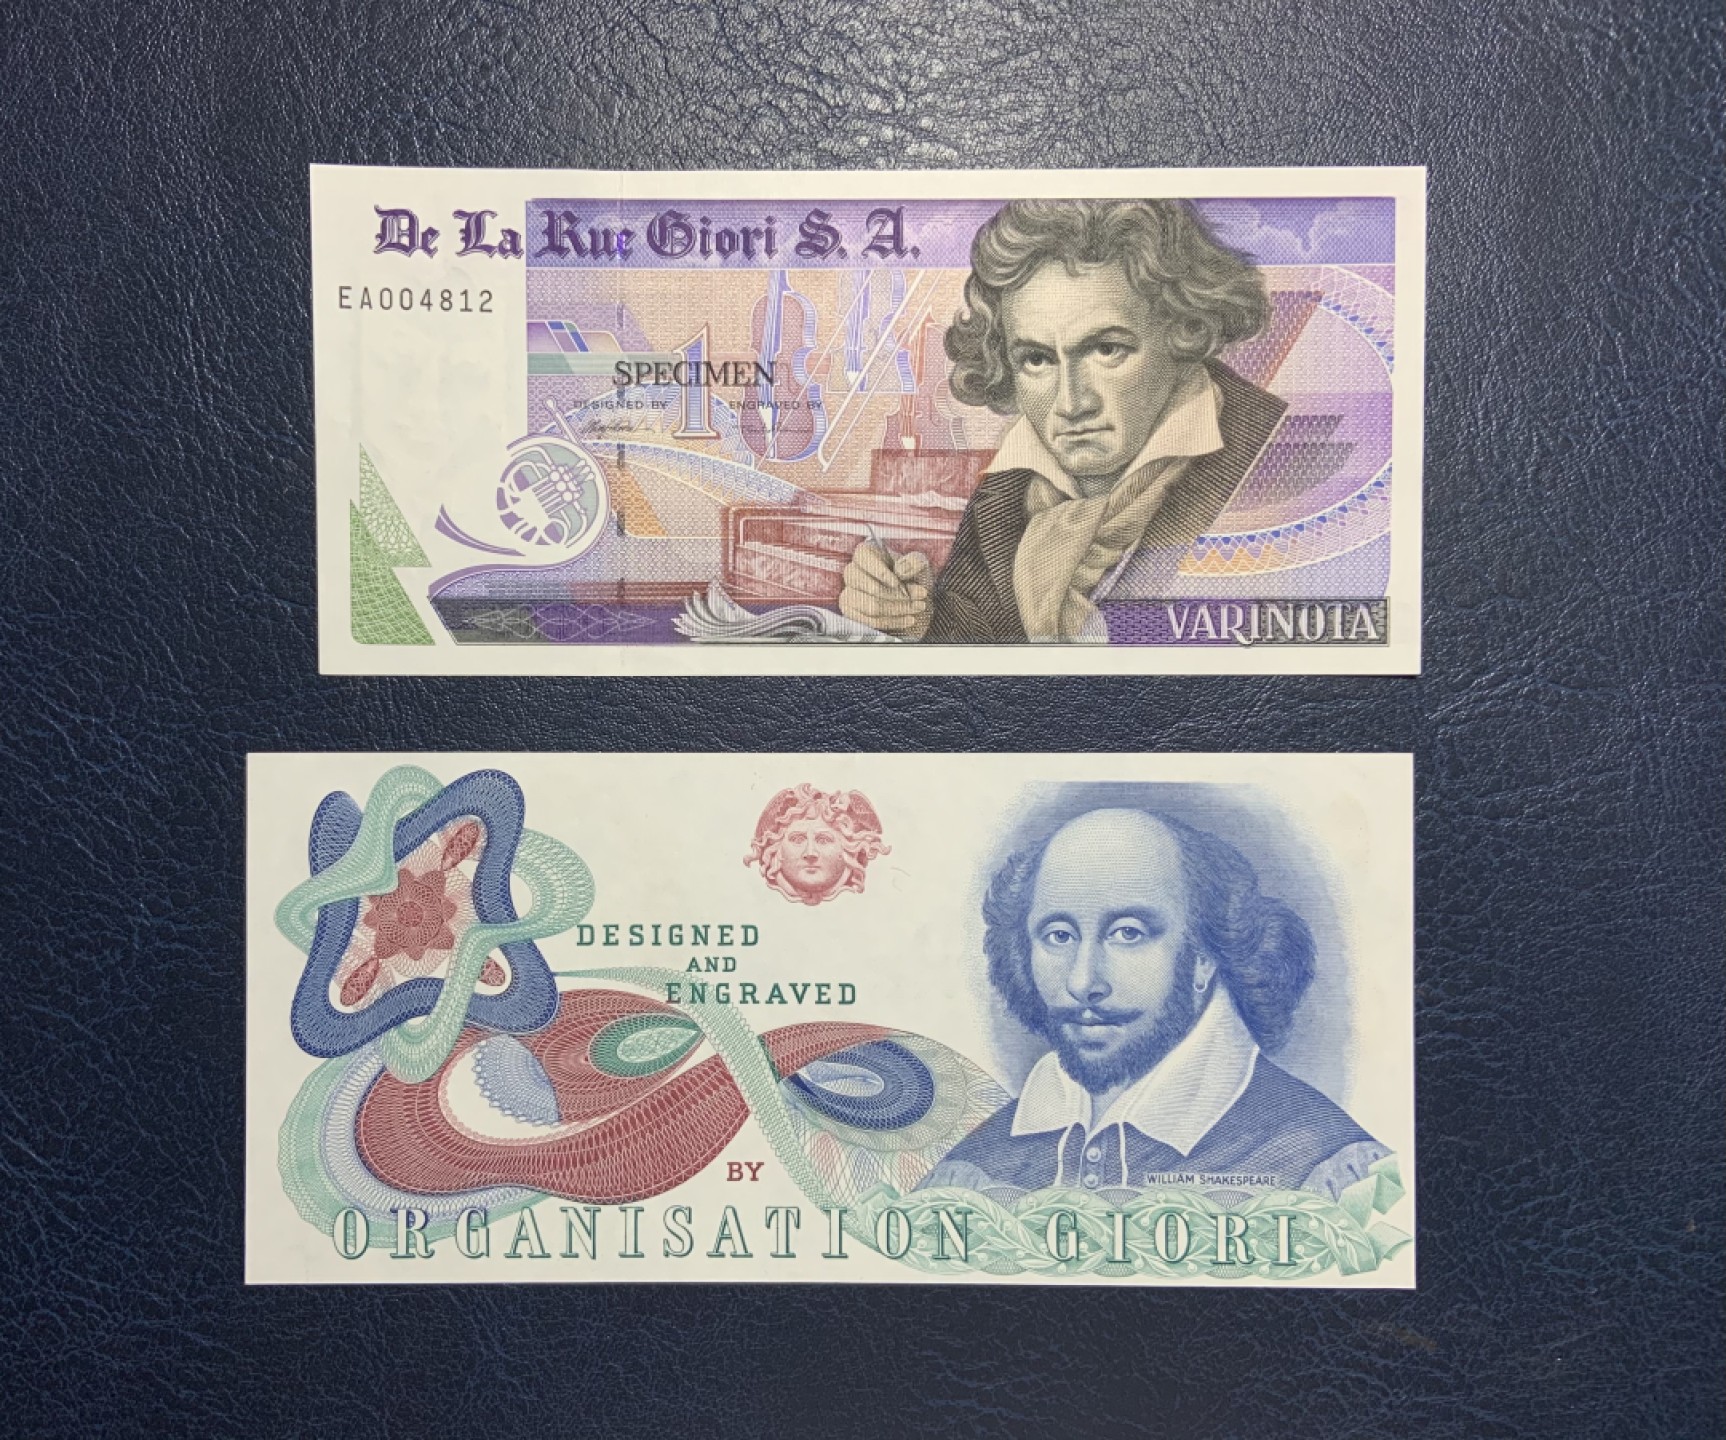 De La Rue Giori S. A.
EA004812
1
SPECIMEN
DESIGNED BY ENGRAVED BY
VARINOTA
DESIGNED
AND
ENGRAVED
BY
WILLIAM SHAKESPEARE
ORGANISATION GIORI